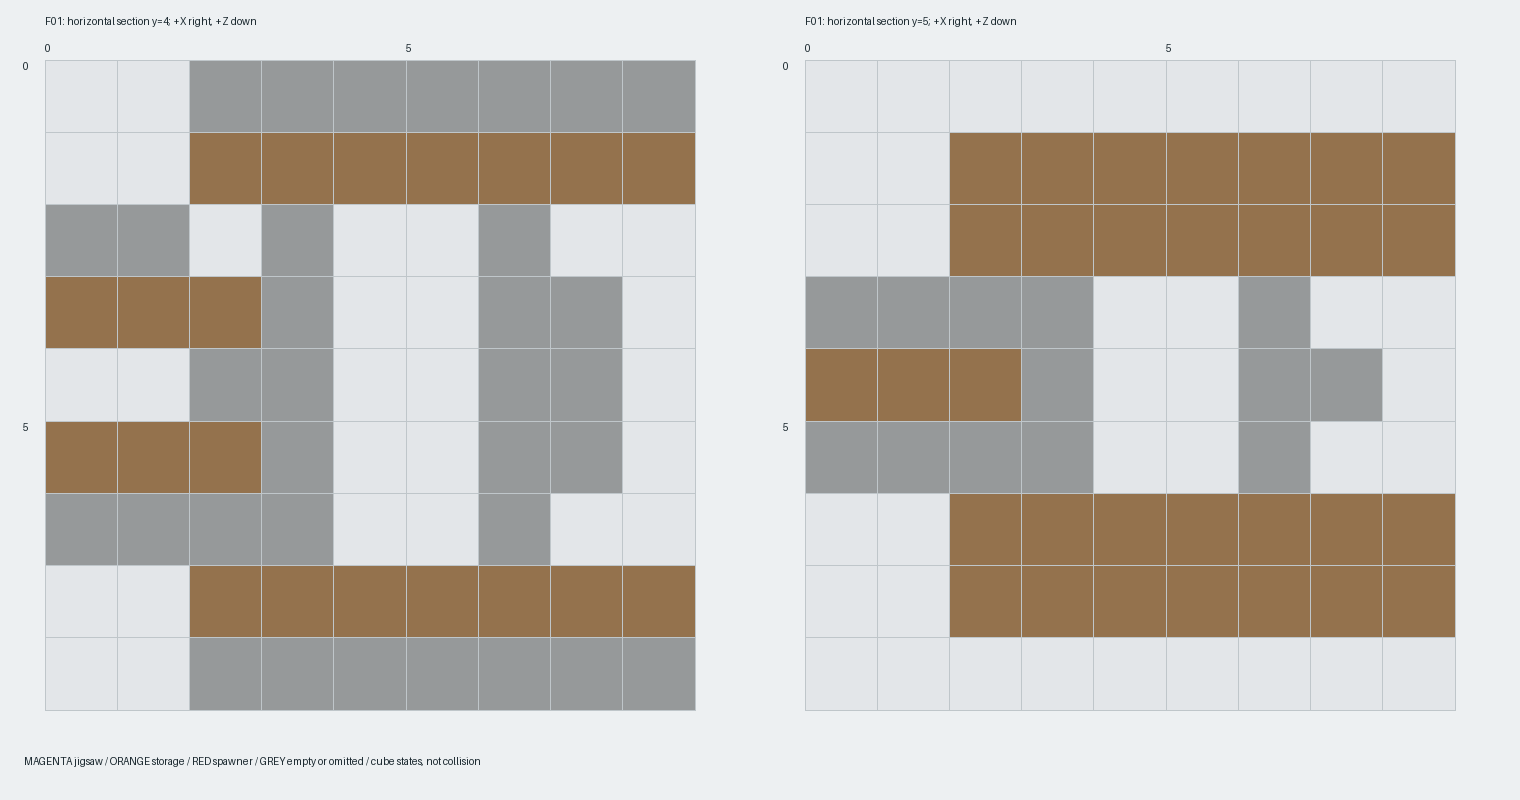 F01: horizontal section y=4; +X right, +Z down
F01: horizontal section y=5; +X right, +Z down
0 5
0 5
0
5
0
5
MAGENTA jigsaw / ORANGE storage / RED spawner / GREY empty or omitted / cube states, not collision